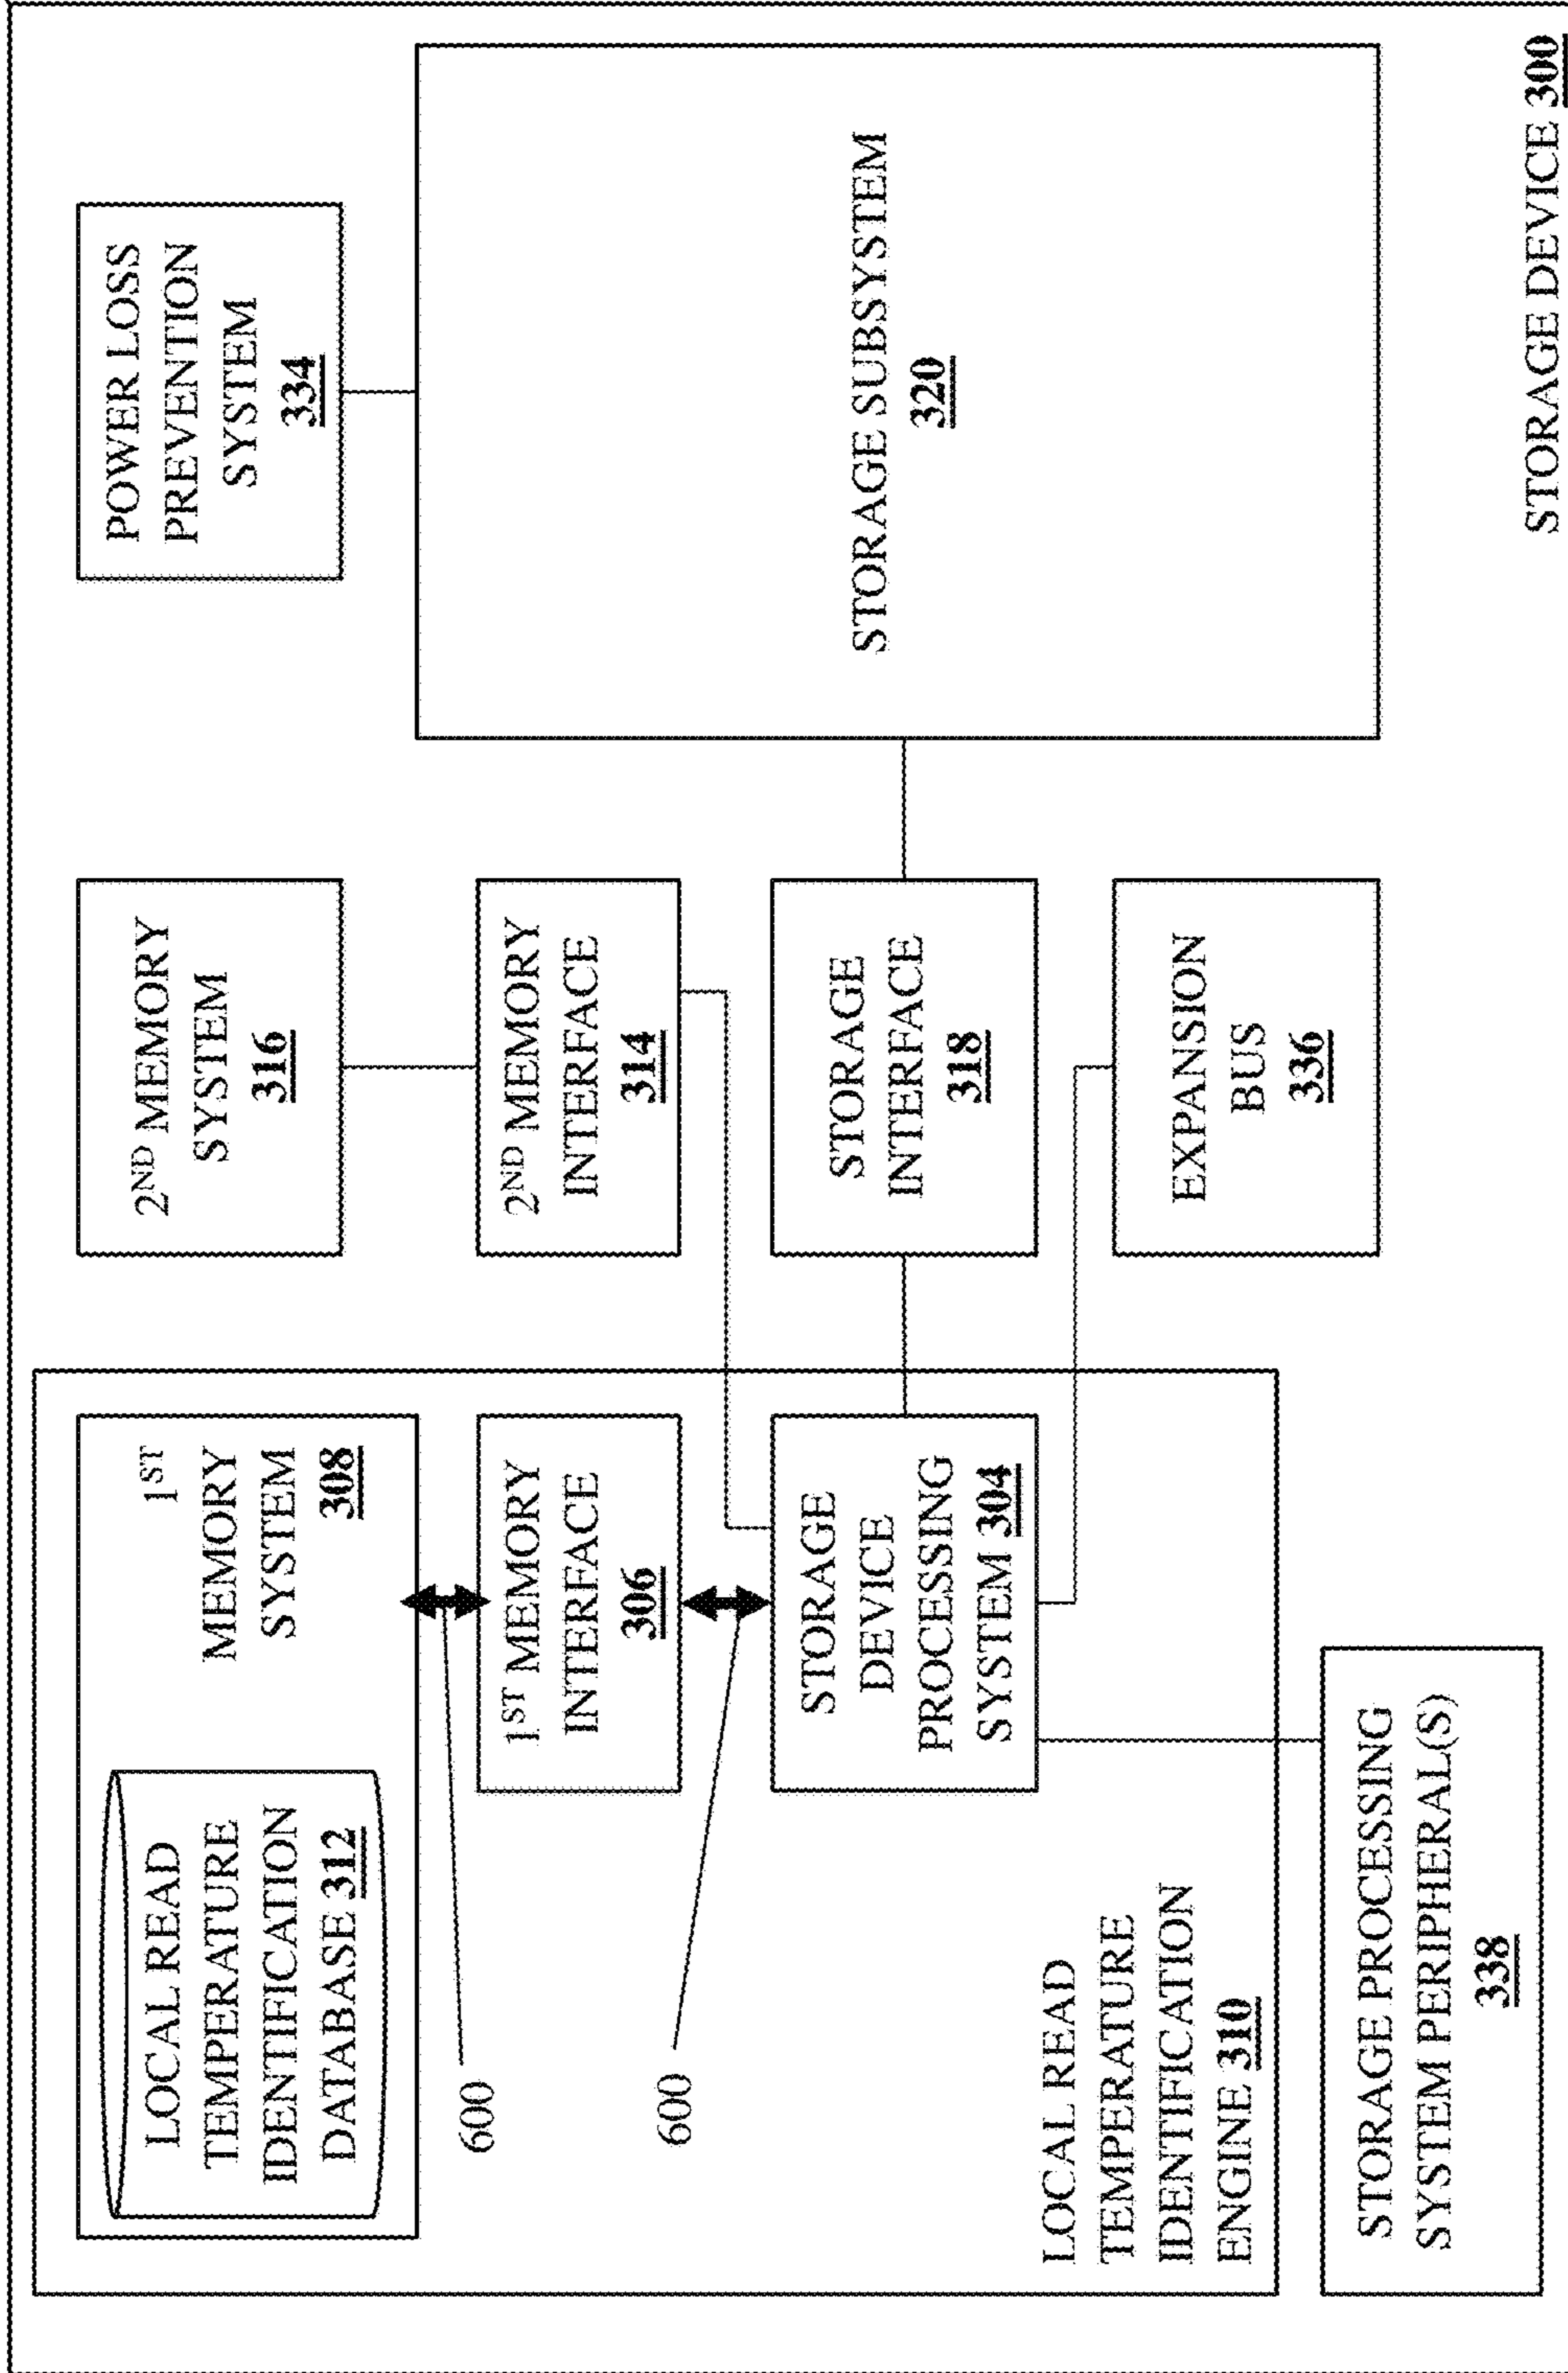 LOCAL READ
TEMPERATURE
IDENTIFICATION
DATABASE 312
1ST
MEMORY
SYSTEM
308
2ND MEMORY
SYSTEM
316
POWER LOSS
PREVENTION
SYSTEM
334
600
600
1ST MEMORY
INTERFACE
306
2ND MEMORY
INTERFACE
314
STORAGE
DEVICE
PROCESSING
SYSTEM 304
STORAGE
INTERFACE
318
STORAGE SUBSYSTEM
320
LOCAL READ
TEMPERATURE
IDENTIFICATION
ENGINE 310
EXPANSION
BUS
336
STORAGE PROCESSING
SYSTEM PERIPHERAL(S)
338
STORAGE DEVICE 300